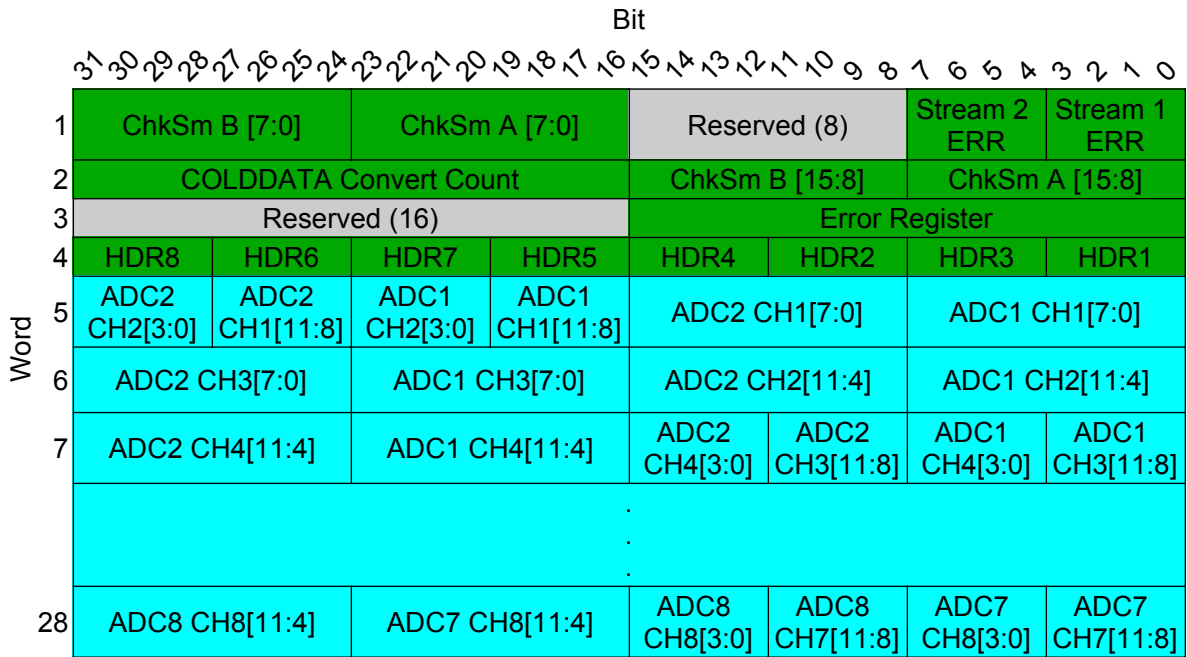 Bit
31 30 29 28 27 26 25 24 23 22 21 20 19 18 17 16 15 14 13 12 11 10 9 8 7 6 5 4 3 2 1 0
Word
1 ChkSm B [7:0] ChkSm A [7:0] Reserved (8) Stream 2 Stream 1
ERR ERR
2 COLDDATA Convert Count ChkSm B [15:8] ChkSm A [15:8]
3 Reserved (16) Error Register
4 HDR8 HDR6 HDR7 HDR5 HDR4 HDR2 HDR3 HDR1
5 ADC2 ADC2 ADC1 ADC1 ADC2 CH1[7:0] ADC1 CH1[7:0]
CH2[3:0] CH1[11:8] CH2[3:0] CH1[11:8]
6 ADC2 CH3[7:0] ADC1 CH3[7:0] ADC2 CH2[11:4] ADC1 CH2[11:4]
7 ADC2 CH4[11:4] ADC1 CH4[11:4] ADC2 ADC2 ADC1 ADC1
CH4[3:0] CH3[11:8] CH4[3:0] CH3[11:8]
.
.
.
28 ADC8 CH8[11:4] ADC7 CH8[11:4] ADC8 ADC8 ADC7 ADC7
CH8[3:0] CH7[11:8] CH8[3:0] CH7[11:8]